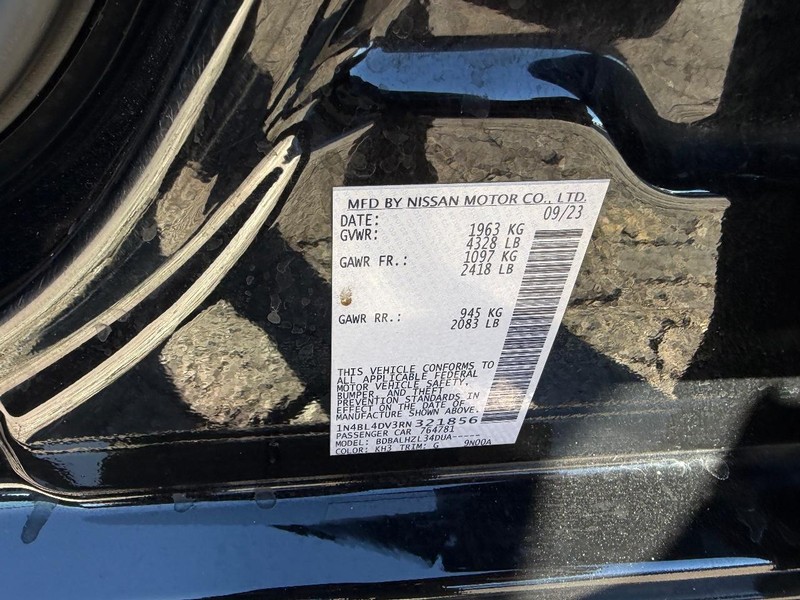 MFD BY NISSAN MOTOR CO., LTD.
DATE: 09/23
GVWR: 1963 KG
4328 LB
GAWR FR.: 1097 KG
2418 LB
GAWR RR.: 945 KG
2083 LB
THIS VEHICLE CONFORMS TO
ALL APPLICABLE FEDERAL
MOTOR VEHICLE SAFETY,
BUMPER, AND THEFT
PREVENTION STANDARDS IN
EFFECT ON THE DATE OF
MANUFACTURE SHOWN ABOVE.
1N4BL4DV3RN321856
PASSENGER CAR 764781
MODEL: BDBALHZL34DUA-----
COLOR: KH3 TRIM: G 9N00A